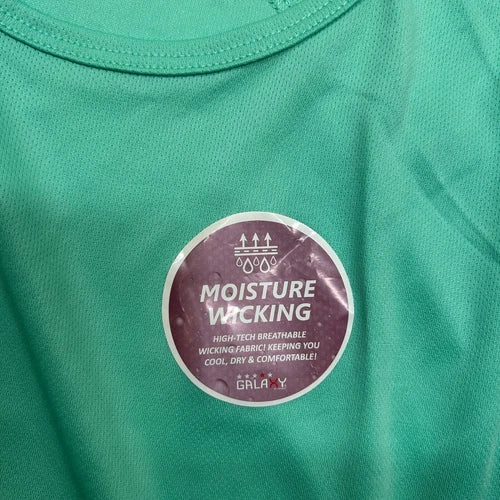 MOISTURE
WICKING
HIGH-TECH BREATHABLE
WICKING FABRIC! KEEPING YOU
COOL, DRY & COMFORTABLE!
GALAXY